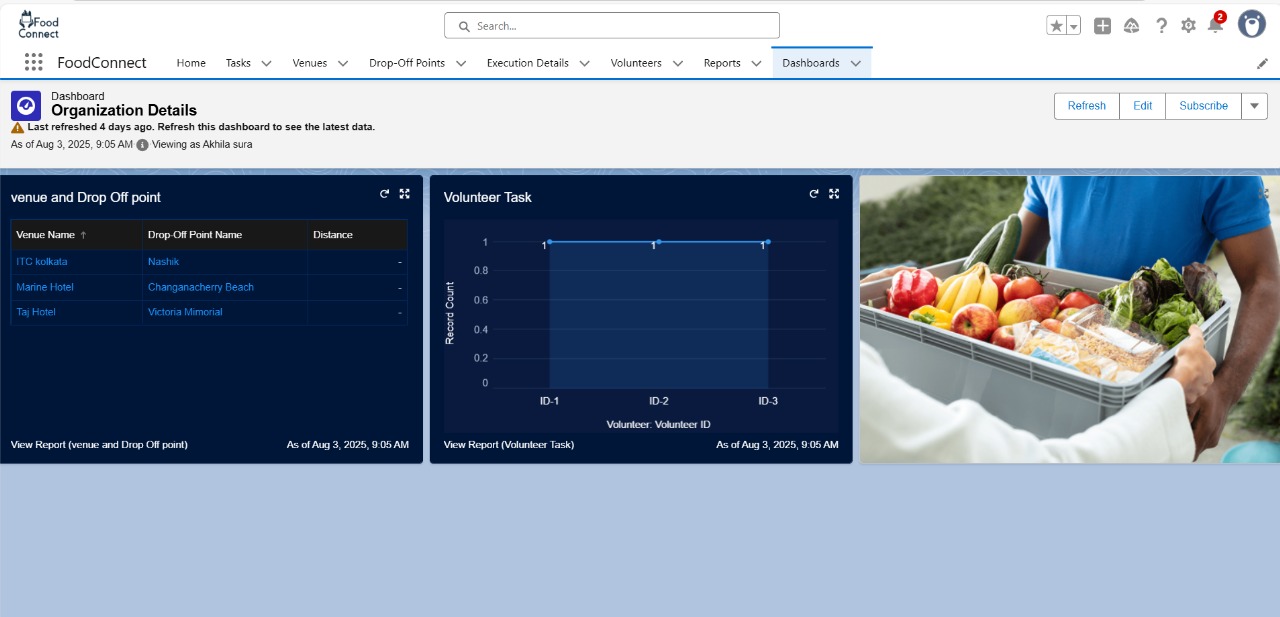 Food
Connect
Search...
2
FoodConnect
Home
Tasks
Venues
Drop-Off Points
Execution Details
Volunteers
Reports
Dashboards
Dashboard
Organization Details
Last refreshed 4 days ago. Refresh this dashboard to see the latest data.
As of Aug 3, 2025, 9:05 AM Viewing as Akhila sura
Refresh
Edit
Subscribe
venue and Drop Off point
Venue Name ↑ Drop-Off Point Name Distance
ITC kolkata Nashik -
Marine Hotel Changanacherry Beach -
Taj Hotel Victoria Mimorial -
View Report (venue and Drop Off point) As of Aug 3, 2025, 9:05 AM
Volunteer Task
Record Count
1
0.8
0.6
0.4
0.2
0
1 1 1
ID-1 ID-2 ID-3
Volunteer: Volunteer ID
View Report (Volunteer Task) As of Aug 3, 2025, 9:05 AM